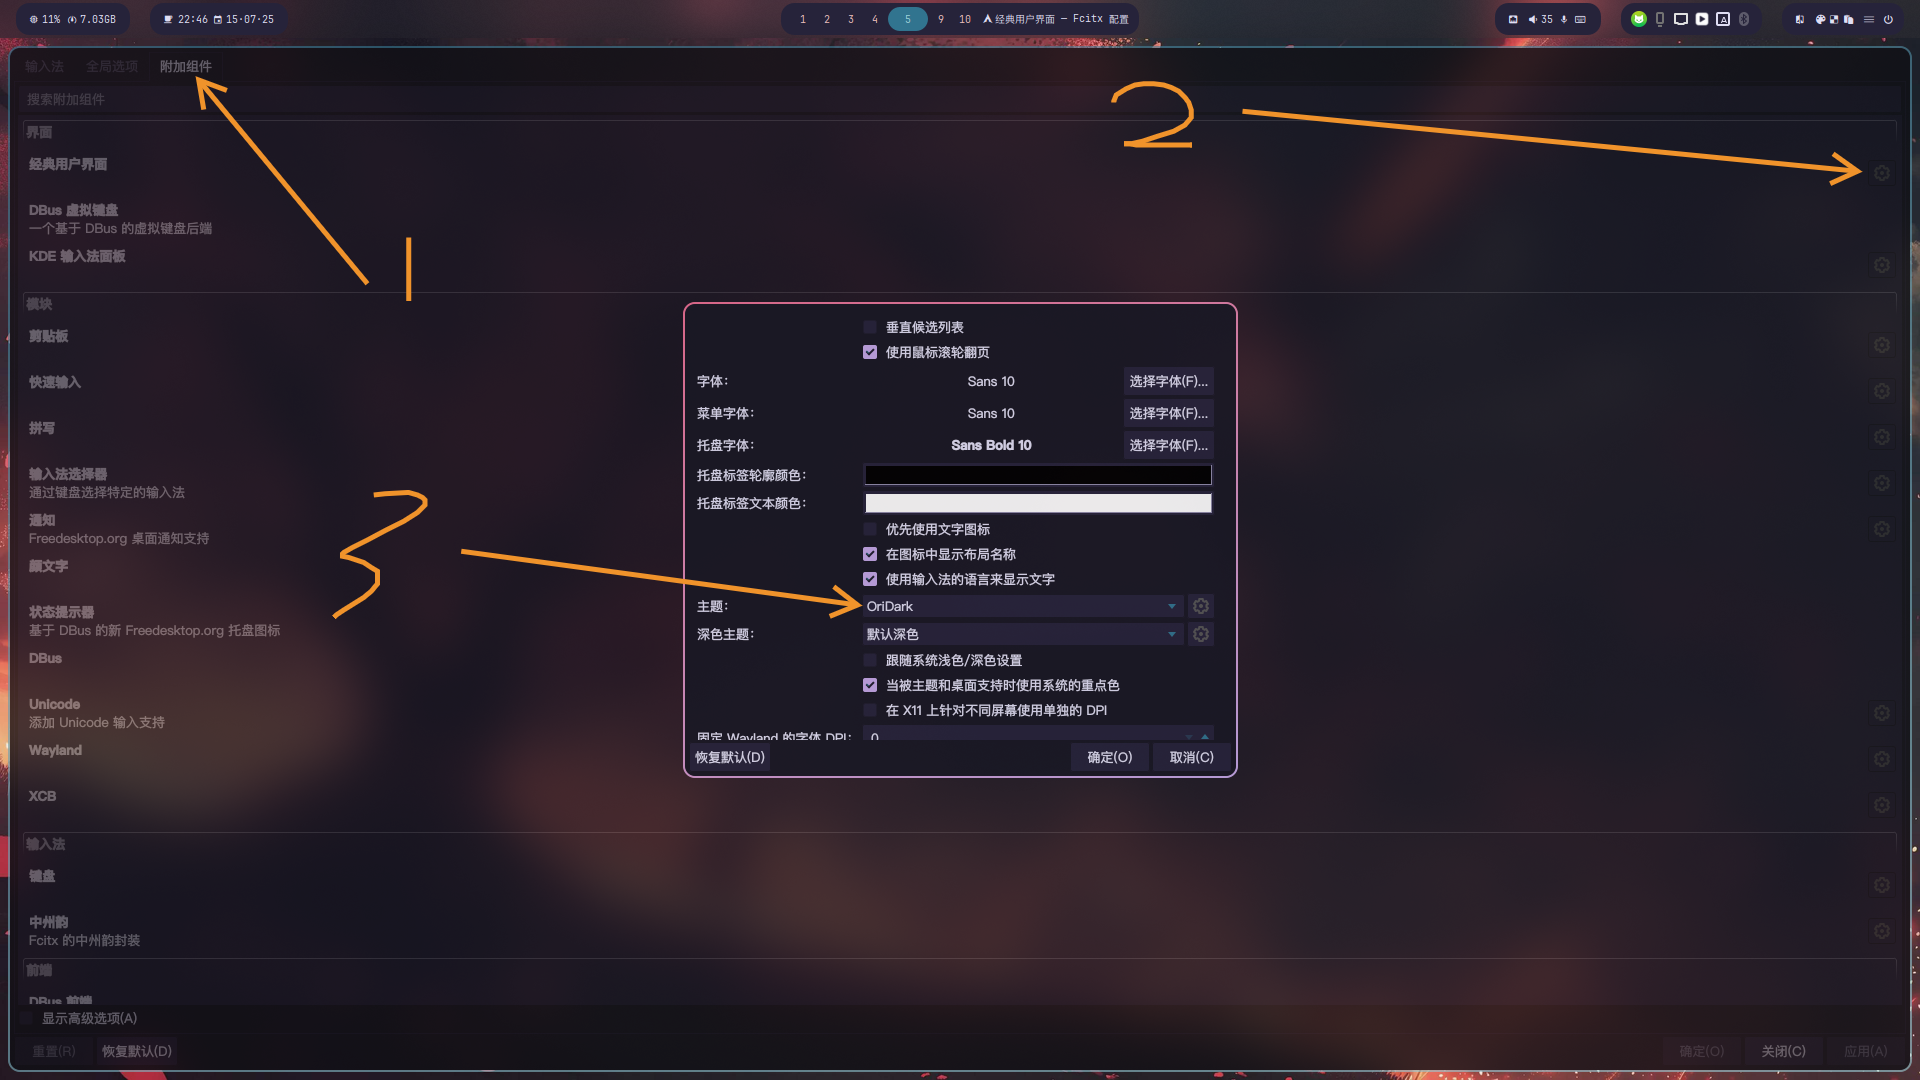 11% 7.03GB 22:46 15·07·25 1 2 3 4 5 9 10 经典用户界面 — Fcitx 配置 35
输入法 全局选项 附加组件
搜索附加组件
2
界面
经典用户界面
DBus 虚拟键盘
一个基于 DBus 的虚拟键盘后端
KDE 输入法面板
1
模块
剪贴板
快速输入
拼写
输入法选择器
通过键盘选择特定的输入法
通知
Freedesktop.org 桌面通知支持
颜文字
状态提示器
基于 DBus 的新 Freedesktop.org 托盘图标
DBus
Unicode
添加 Unicode 输入支持
Wayland
XCB
输入法
键盘
中州韵
Fcitx 的中州韵封装
前端
DBus 前端
显示高级选项(A)
重置(R) 恢复默认(D) 确定(O) 关闭(C) 应用(A)
3
垂直候选列表
使用鼠标滚轮翻页
字体: Sans 10 选择字体(F)...
菜单字体: Sans 10 选择字体(F)...
托盘字体: Sans Bold 10 选择字体(F)...
托盘标签轮廓颜色:
托盘标签文本颜色:
优先使用文字图标
在图标中显示布局名称
使用输入法的语言来显示文字
主题: OriDark
深色主题: 默认深色
跟随系统浅色/深色设置
当被主题和桌面支持时使用系统的重点色
在 X11 上针对不同屏幕使用单独的 DPI
固定 Wayland 的字体 DPI: 0
恢复默认(D) 确定(O) 取消(C)